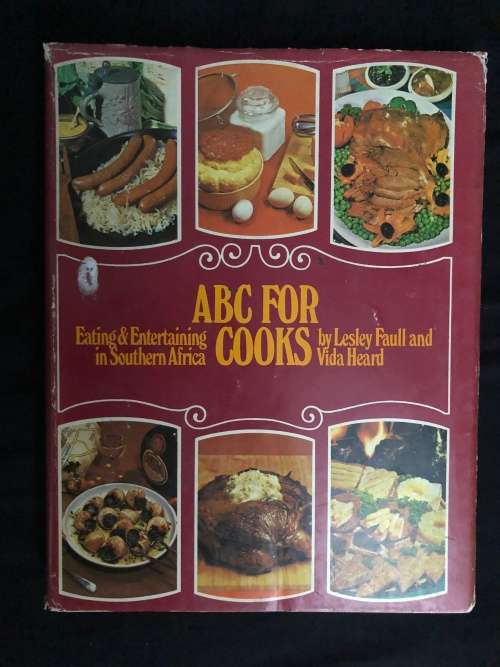 ABC FOR
COOKS
Eating & Entertaining
in Southern Africa
by Lesley Faull and
Vida Heard